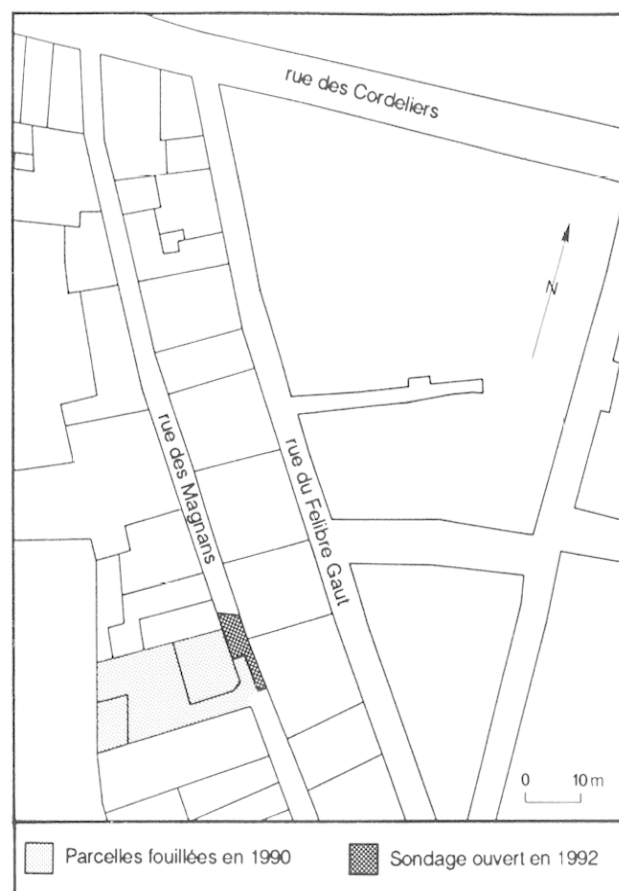 rue des Cordeliers
N
rue des Magnans
rue du Felibre Gaut
0 10 m
Parcelles fouillées en 1990
Sondage ouvert en 1992